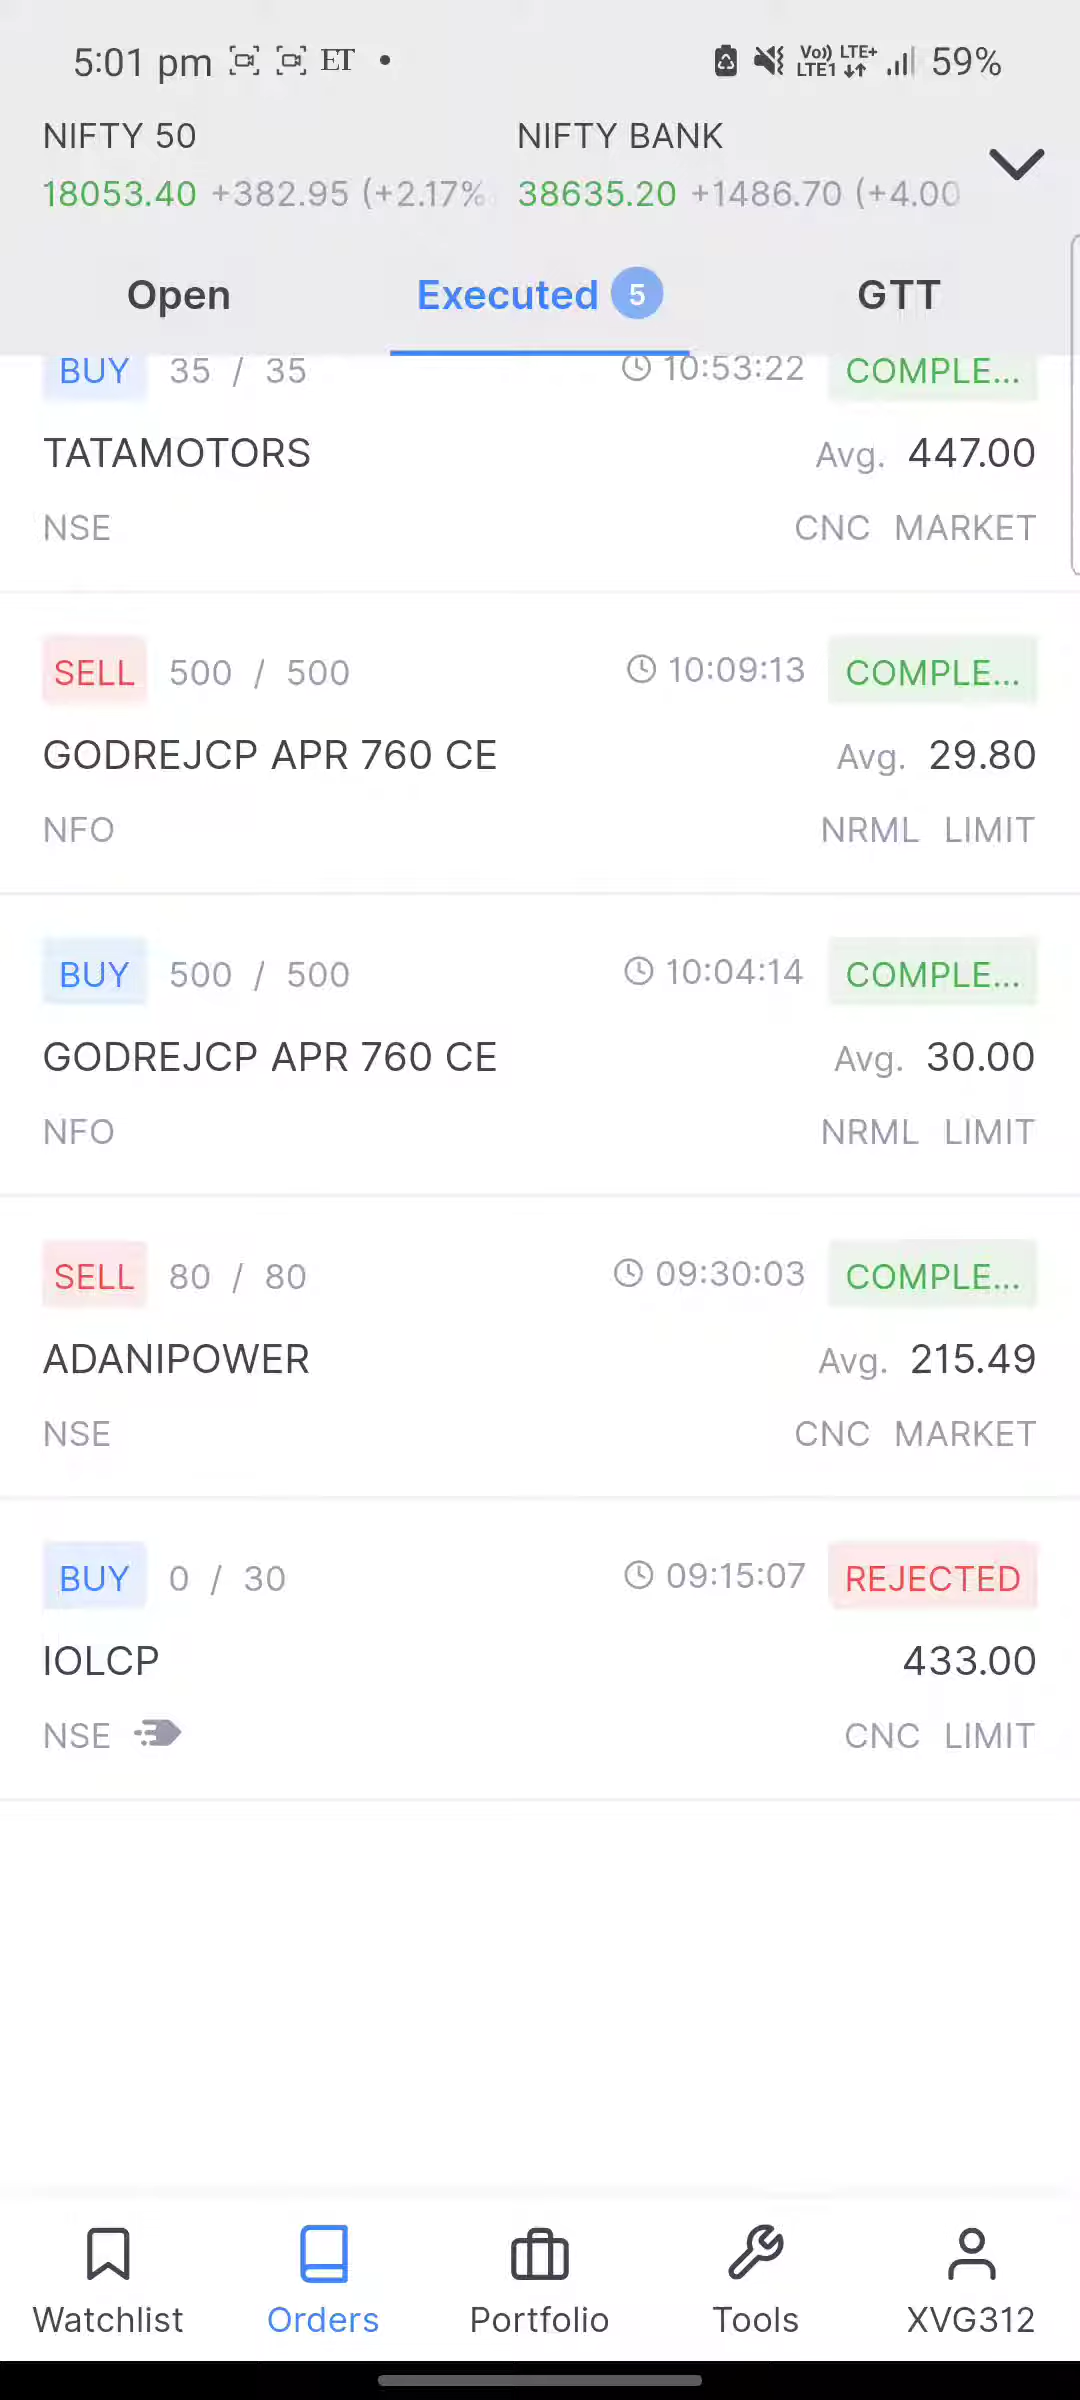 5:01 pm ET • Vo)) LTE+ LTE1 59%
NIFTY 50 NIFTY BANK
18053.40 +382.95 (+2.17% 38635.20 +1486.70 (+4.00
Open Executed 5 GTT
BUY 35 / 35 10:53:22 COMPLE...
TATAMOTORS Avg. 447.00
NSE CNC MARKET
SELL 500 / 500 10:09:13 COMPLE...
GODREJCP APR 760 CE Avg. 29.80
NFO NRML LIMIT
BUY 500 / 500 10:04:14 COMPLE...
GODREJCP APR 760 CE Avg. 30.00
NFO NRML LIMIT
SELL 80 / 80 09:30:03 COMPLE...
ADANIPOWER Avg. 215.49
NSE CNC MARKET
BUY 0 / 30 09:15:07 REJECTED
IOLCP 433.00
NSE CNC LIMIT
Watchlist Orders Portfolio Tools XVG312